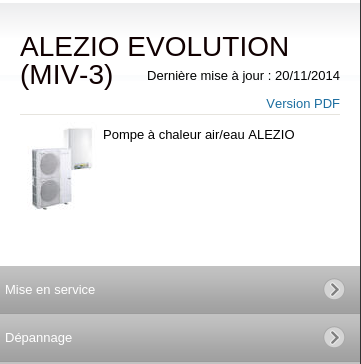 ALEZIO EVOLUTION
(MIV-3) Dernière mise à jour : 20/11/2014
Version PDF
Pompe à chaleur air/eau ALEZIO
Mise en service
Dépannage